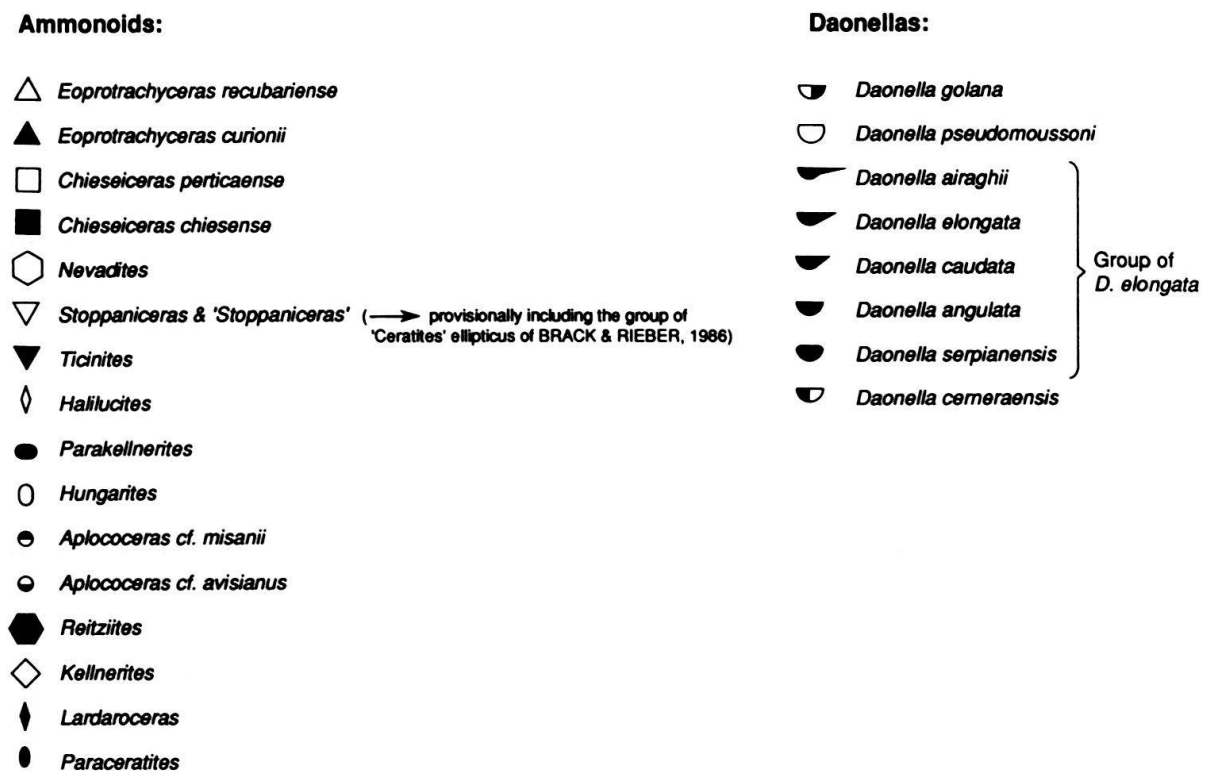 Ammonoids:
Eoprotrachyceras recubariense
Eoprotrachyceras curionii
Chieseiceras perticaense
Chieseiceras chiesense
Nevadites
Stoppaniceras & 'Stoppaniceras' ( provisionally including the group of
'Ceratites' ellipticus of BRACK & RIEBER, 1986)
Ticinites
Halilucites
Parakellnerites
Hungarites
Aplococeras cf. misanii
Aplococeras cf. avisianus
Reitziites
Kellnerites
Lardaroceras
Paraceratites
Daonellas:
Daonella golana
Daonella pseudomoussoni
Daonella airaghii
Daonella elongata
Daonella caudata
Daonella angulata
Daonella serpianensis
Daonella cerneraensis
Group of
D. elongata